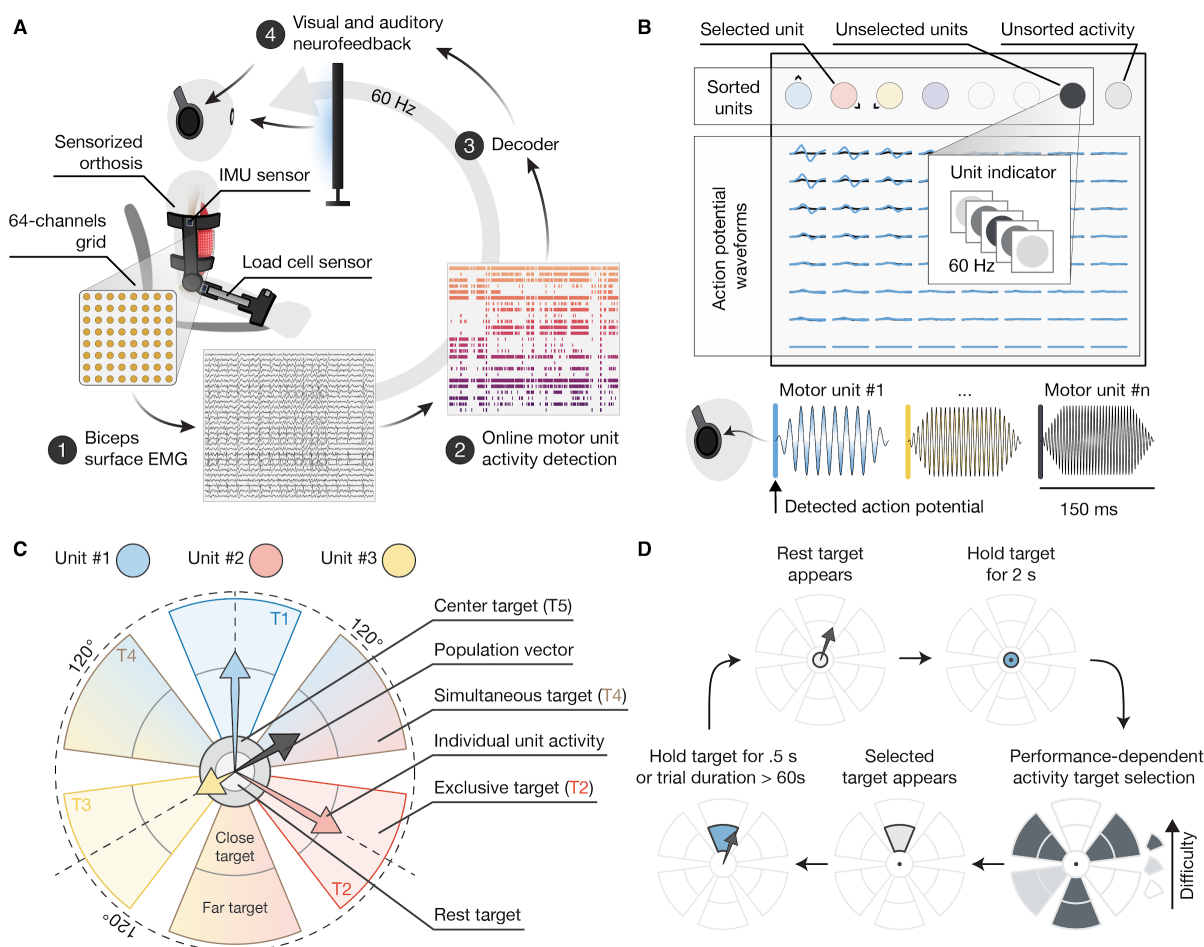 A
4
Visual and auditory
neurofeedback
60 Hz
3
Decoder
Sensorized
orthosis
IMU sensor
64-channels
grid
Load cell sensor
1
Biceps
surface EMG
2
Online motor unit
activity detection
B
Selected unit
Unselected units
Unsorted activity
Sorted
units
Action potential
waveforms
Unit indicator
60 Hz
Motor unit #1
...
Motor unit #n
Detected action potential
150 ms
C
Unit #1
Unit #2
Unit #3
120°
120°
120°
T1
T4
T3
T2
Close
target
Far target
Center target (T5)
Population vector
Simultaneous target (T4)
Individual unit activity
Exclusive target (T2)
Rest target
D
Rest target
appears
Hold target
for 2 s
Hold target for .5 s
or trial duration > 60s
Selected
target appears
Performance-dependent
activity target selection
Difficulty